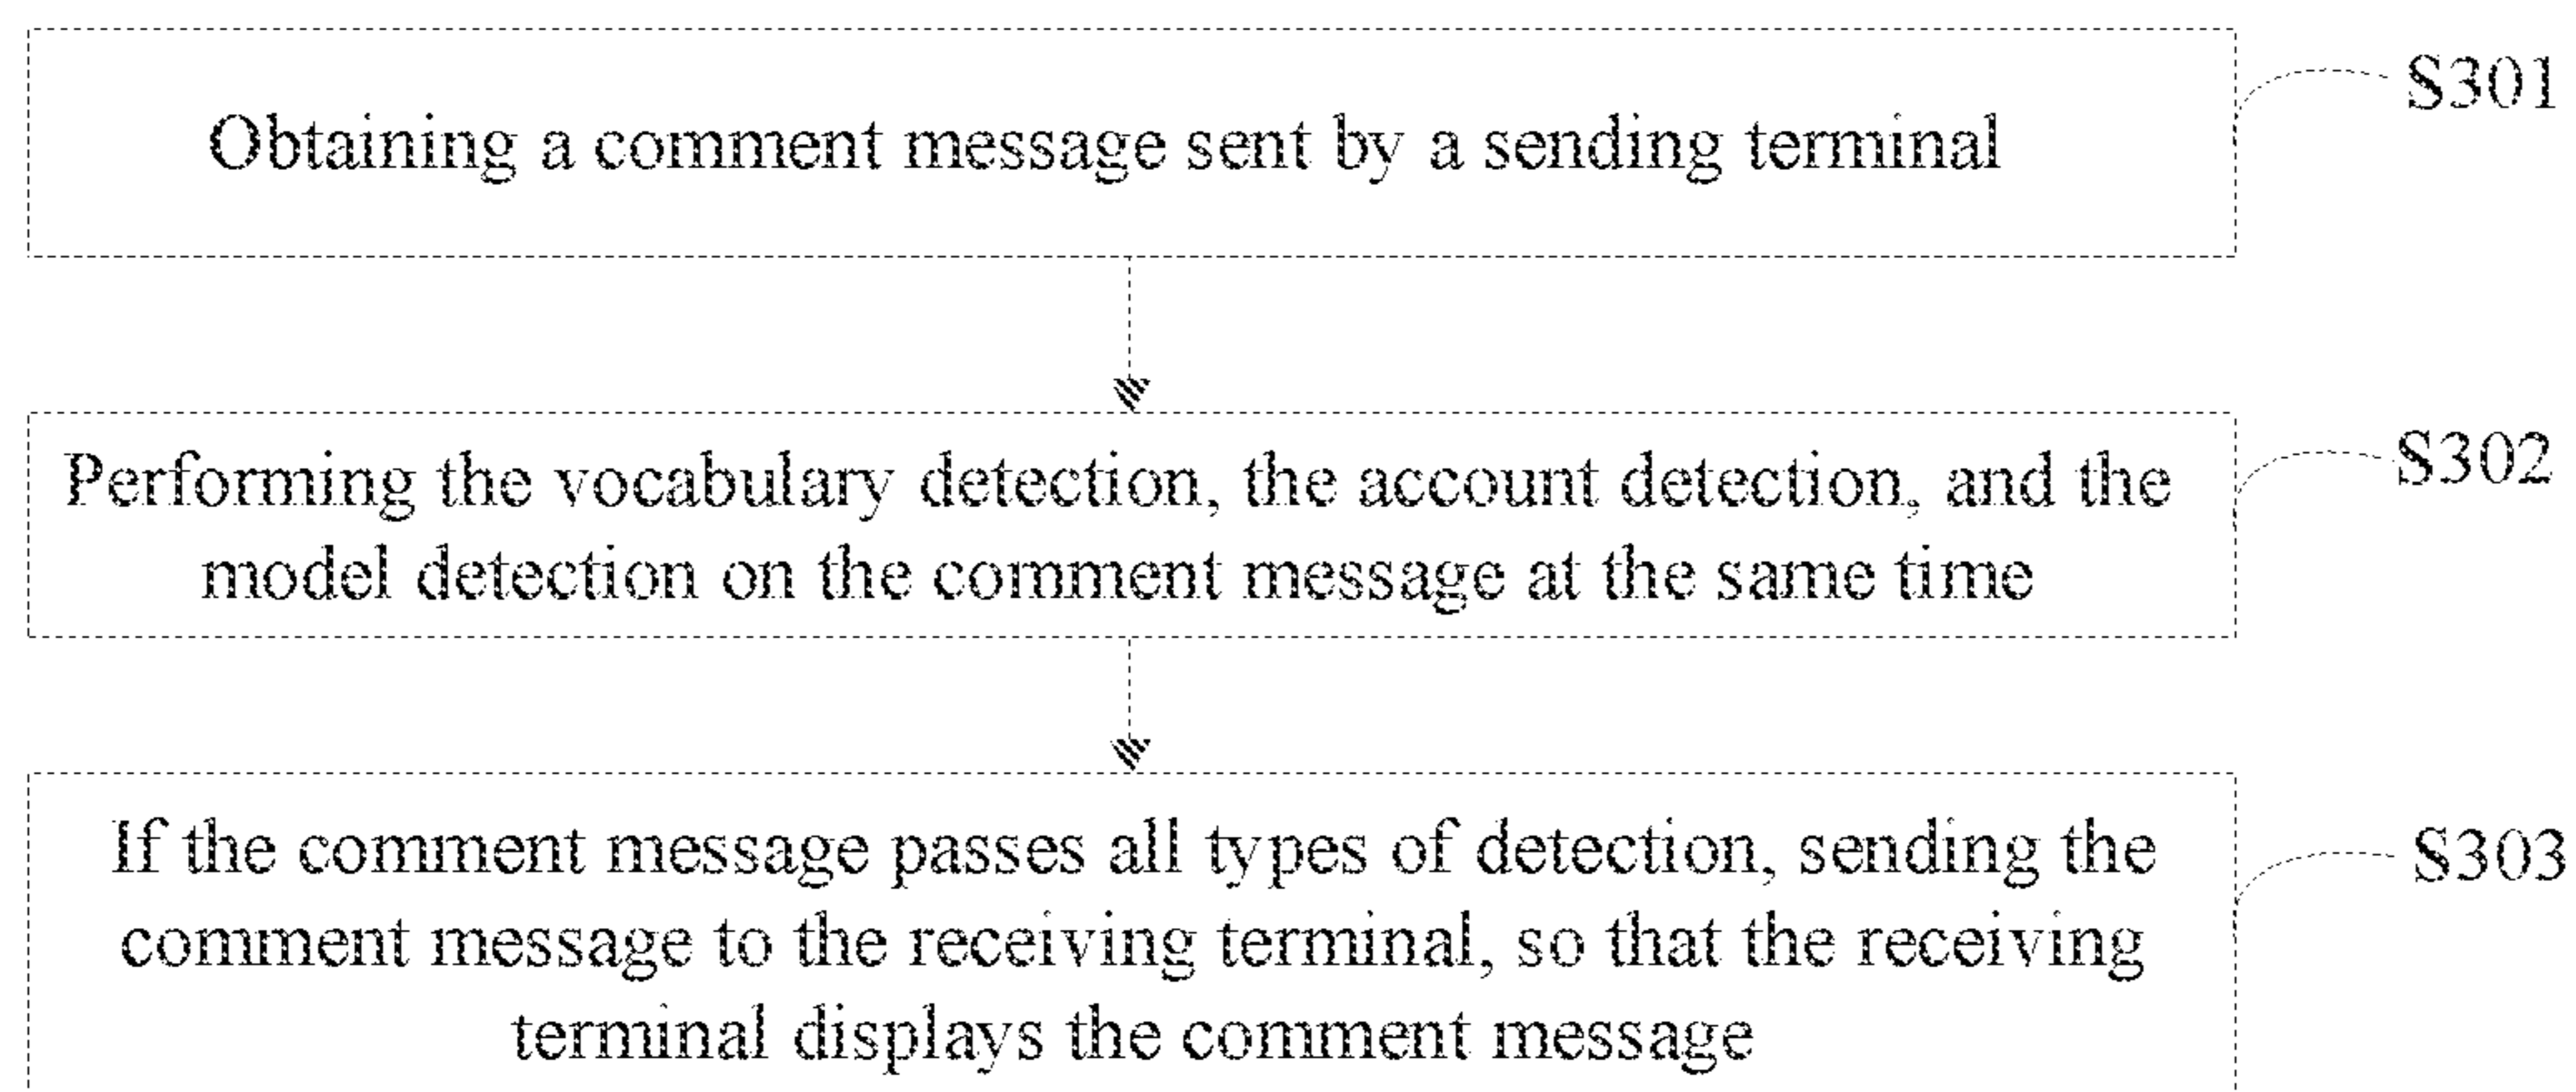 Obtaining a comment message sent by a sending terminal
S301
Performing the vocabulary detection, the account detection, and the
model detection on the comment message at the same time
S302
If the comment message passes all types of detection, sending the
comment message to the receiving terminal, so that the receiving
terminal displays the comment message
S303